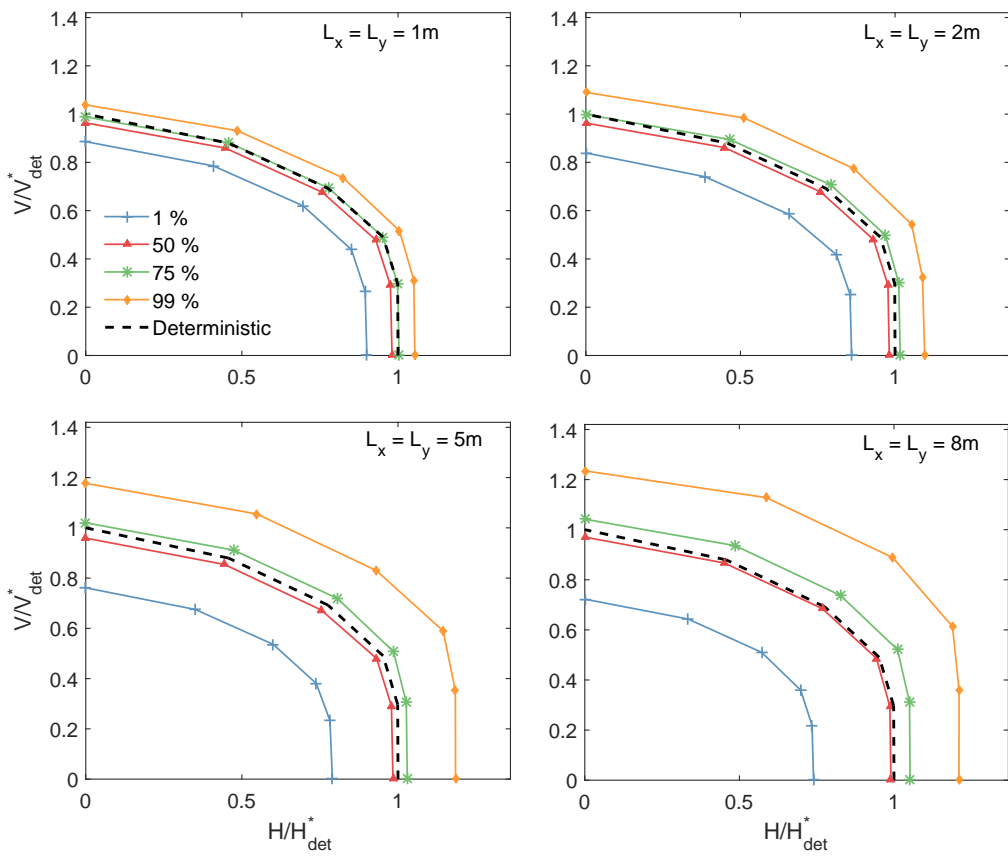 L_x = L_y = 1m
V/V*_det
1.4
1.2
1
0.8
0.6
0.4
0.2
0
1 %
50 %
75 %
99 %
Deterministic
0 0.5 1
L_x = L_y = 2m
1.4
1.2
1
0.8
0.6
0.4
0.2
0
0 0.5 1
L_x = L_y = 5m
V/V*_det
1.4
1.2
1
0.8
0.6
0.4
0.2
0
0 0.5 1
H/H*_det
L_x = L_y = 8m
1.4
1.2
1
0.8
0.6
0.4
0.2
0
0 0.5 1
H/H*_det